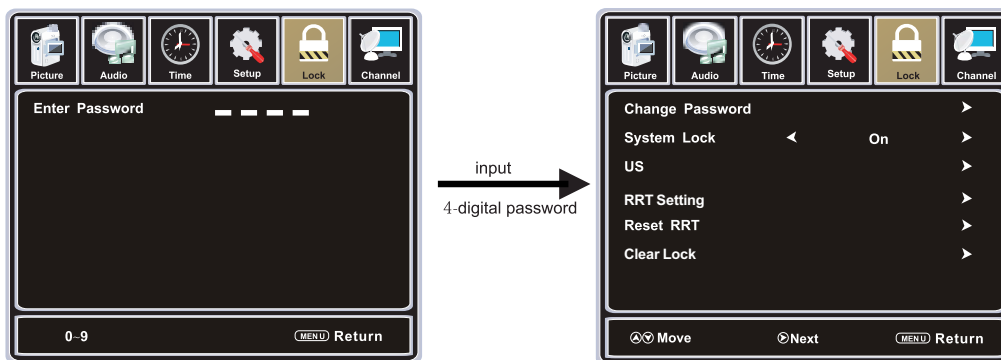 Picture Audio Time Setup Lock Channel
Enter Password
0~9 MENU Return
input
4-digital password
Picture Audio Time Setup Lock Channel
Change Password
System Lock On
US
RRT Setting
Reset RRT
Clear Lock
Move Next MENU Return